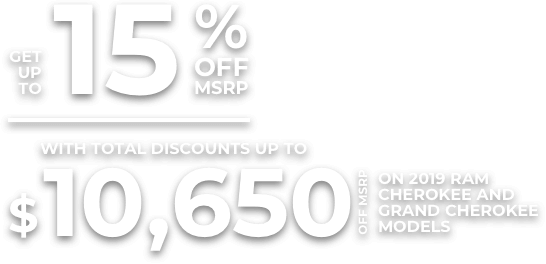 GET UP TO 15% OFF MSRP
WITH TOTAL DISCOUNTS UP TO
$10,650 OFF MSRP
ON 2019 RAM
CHEROKEE AND
GRAND CHEROKEE
MODELS